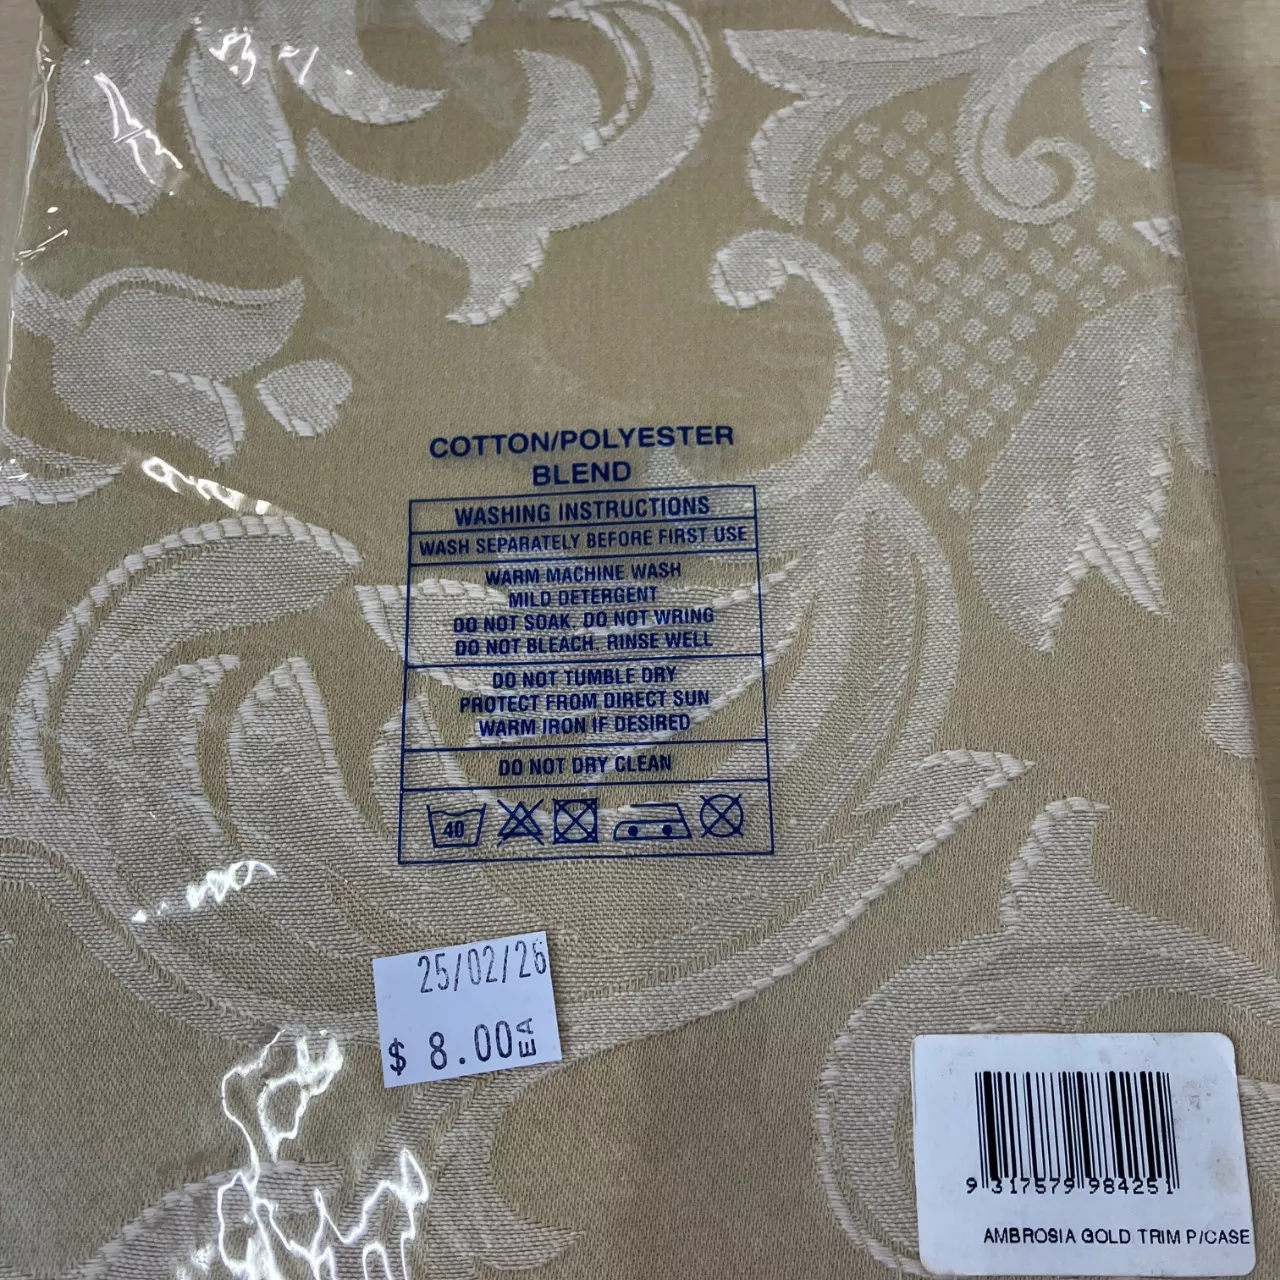 COTTON/POLYESTER
BLEND
WASHING INSTRUCTIONS
WASH SEPARATELY BEFORE FIRST USE
WARM MACHINE WASH
MILD DETERGENT
DO NOT SOAK. DO NOT WRING
DO NOT BLEACH. RINSE WELL
DO NOT TUMBLE DRY
PROTECT FROM DIRECT SUN
WARM IRON IF DESIRED
DO NOT DRY CLEAN
40
25/02/26
$ 8.00 EA
9 317579 984251
AMBROSIA GOLD TRIM P/CASE